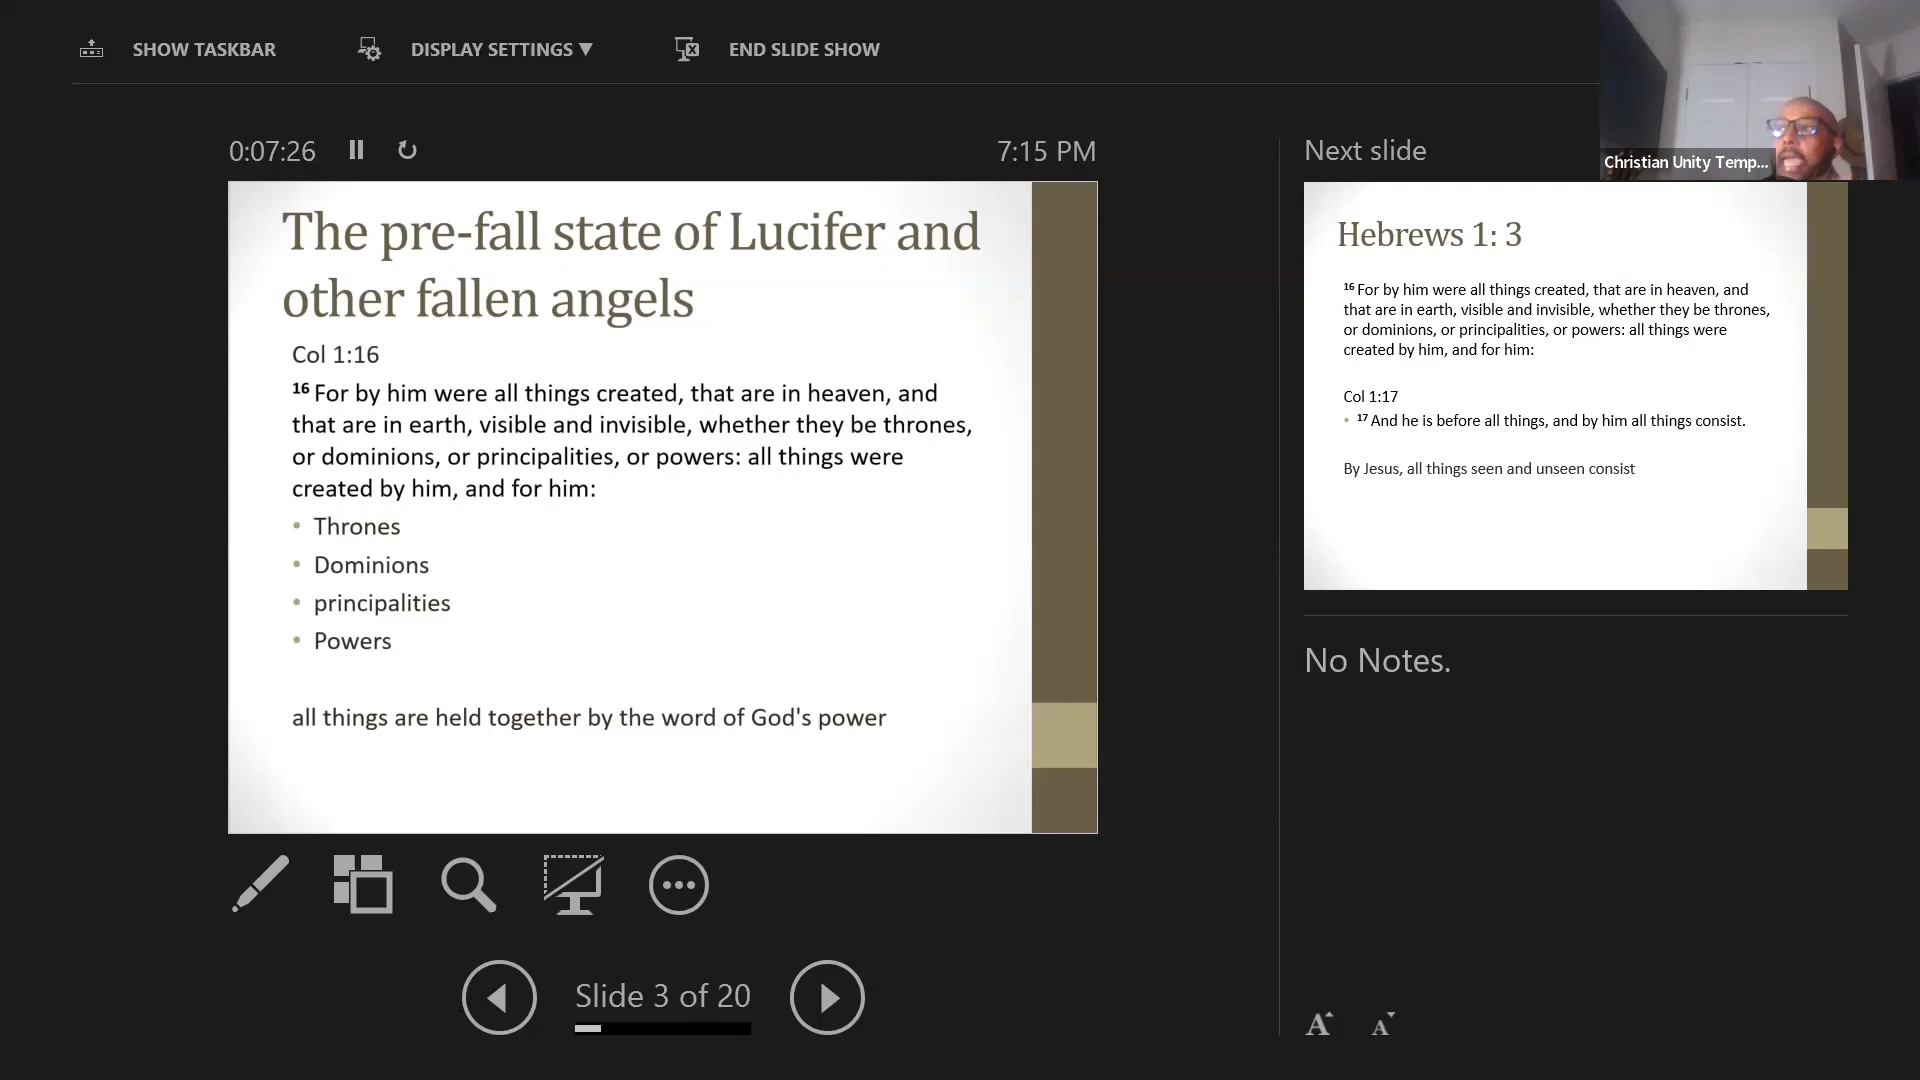 SHOW TASKBAR
DISPLAY SETTINGS ▼
END SLIDE SHOW
Christian Unity Temp...
0:07:26
7:15 PM
The pre-fall state of Lucifer and
other fallen angels
Col 1:16
16 For by him were all things created, that are in heaven, and
that are in earth, visible and invisible, whether they be thrones,
or dominions, or principalities, or powers: all things were
created by him, and for him:
• Thrones
• Dominions
• principalities
• Powers
all things are held together by the word of God's power
Slide 3 of 20
Next slide
Hebrews 1: 3
16 For by him were all things created, that are in heaven, and
that are in earth, visible and invisible, whether they be thrones,
or dominions, or principalities, or powers: all things were
created by him, and for him:
Col 1:17
• 17 And he is before all things, and by him all things consist.
By Jesus, all things seen and unseen consist
No Notes.
A A